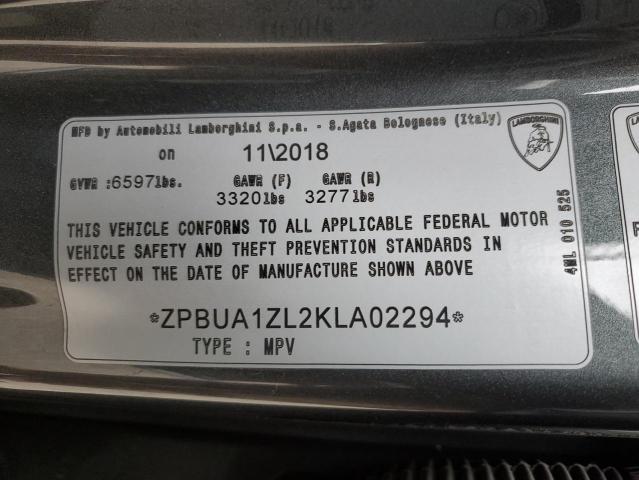 MFD by Automobili Lamborghini S.p.a. - S.Agata Bolognese (Italy)
on 11\2018
GVWR :6597lbs. GAWR (F) GAWR (R)
3320lbs 3277lbs
THIS VEHICLE CONFORMS TO ALL APPLICABLE FEDERAL MOTOR
VEHICLE SAFETY AND THEFT PREVENTION STANDARDS IN
EFFECT ON THE DATE OF MANUFACTURE SHOWN ABOVE
*ZPBUA1ZL2KLA02294*
TYPE : MPV
LAMBORGHINI
4ML 010 525